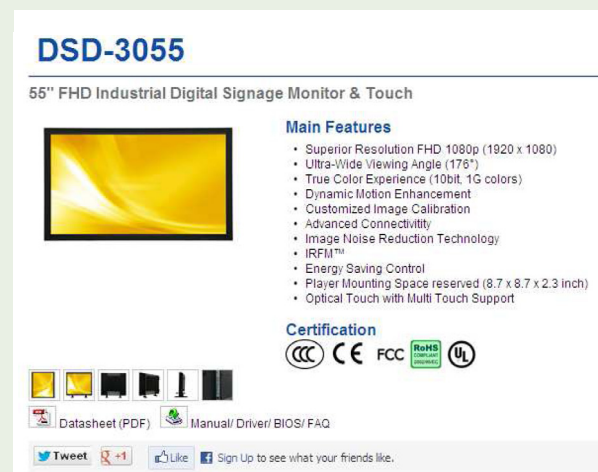 DSD-3055
55" FHD Industrial Digital Signage Monitor & Touch
Main Features
• Superior Resolution FHD 1080p (1920 x 1080)
• Ultra-Wide Viewing Angle (176°)
• True Color Experience (10bit, 1G colors)
• Dynamic Motion Enhancement
• Customized Image Calibration
• Advanced Connectivitity
• Image Noise Reduction Technology
• IRFM™
• Energy Saving Control
• Player Mounting Space reserved (8.7 x 8.7 x 2.3 inch)
• Optical Touch with Multi Touch Support
Certification
CCC CE FCC RoHS COMPLIANT UL
Datasheet (PDF) Manual/ Driver/ BIOS/ FAQ
Tweet g +1 Like f Sign Up to see what your friends like.